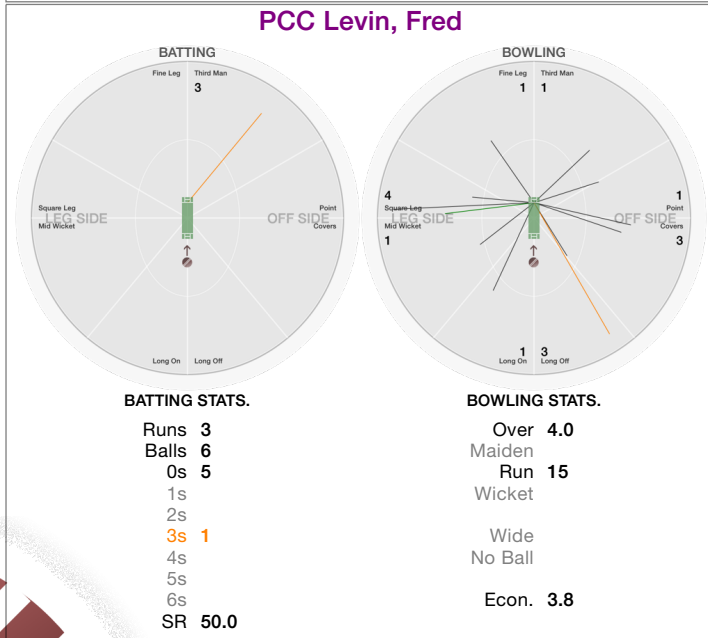 PCC Levin, Fred
BATTING
Fine Leg Third Man
3
Square Leg
LEG SIDE
Mid Wicket
Point
OFF SIDE
Covers
Long On Long Off
BOWLING
Fine Leg Third Man
1 1
4
Square Leg
LEG SIDE
Mid Wicket
1
1
Point
OFF SIDE
Covers
3
1 3
Long On Long Off
BATTING STATS.
Runs 3
Balls 6
0s 5
1s
2s
3s 1
4s
5s
6s
SR 50.0
BOWLING STATS.
Over 4.0
Maiden
Run 15
Wicket
Wide
No Ball
Econ. 3.8